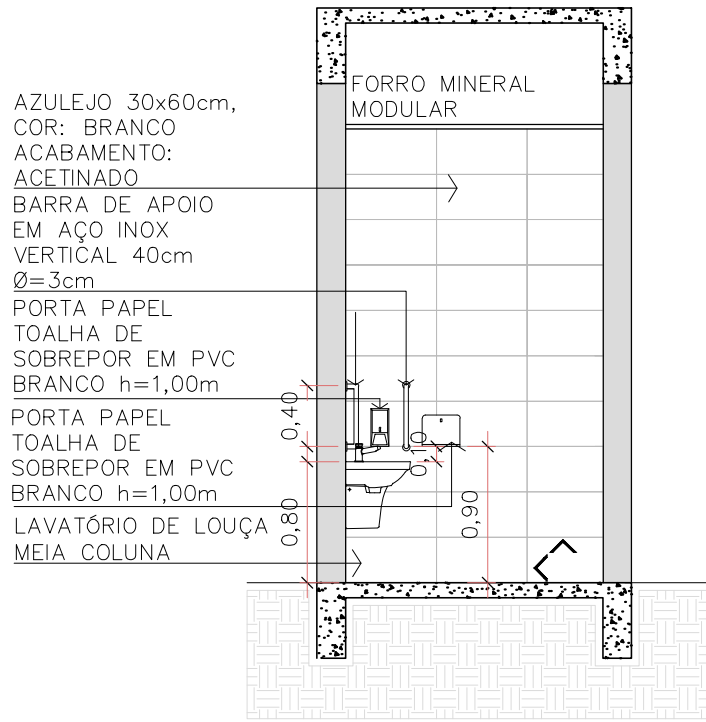 FORRO MINERAL
MODULAR
AZULEJO 30x60cm,
COR: BRANCO
ACABAMENTO:
ACETINADO
BARRA DE APOIO
EM AÇO INOX
VERTICAL 40cm
Ø=3cm
PORTA PAPEL
TOALHA DE
SOBREPOR EM PVC
BRANCO h=1,00m
PORTA PAPEL
TOALHA DE
SOBREPOR EM PVC
BRANCO h=1,00m
LAVATÓRIO DE LOUÇA
MEIA COLUNA
0,40
0,80
0,10
0,90